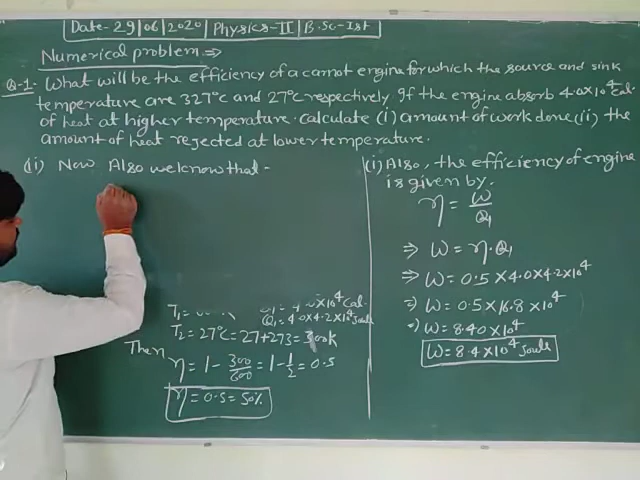 Date-29/06/2020 | Physics-II | B.Sc-Ist
Numerical problem ⇒
Q-1- What will be the efficiency of a carnot engine for which the source and sink
temperature are 327°C and 27°C respectively If the engine absorb 4.0×10⁴ Cal.
of heat at higher temperature. Calculate (i) amount of work done (ii) the
amount of heat rejected at lower temperature.
(ii) Now Also we know that -
T₁ =
×10⁴ Cal.
Q₁ = 4.0×4.2×10⁴ Joule
T₂ = 27°C = 27+273 = 300K
Then
η = 1 - 300/600 = 1 - 1/2 = 0.5
η = 0.5 = 50%
(i) Also, the efficiency of engine
is given by.
η = W/Q₁
⇒ W = η·Q₁
⇒ W = 0.5×4.0×4.2×10⁴
⇒ W = 0.5×16.8×10⁴
⇒ W = 8.40×10⁴
W = 8.4×10⁴ Joule